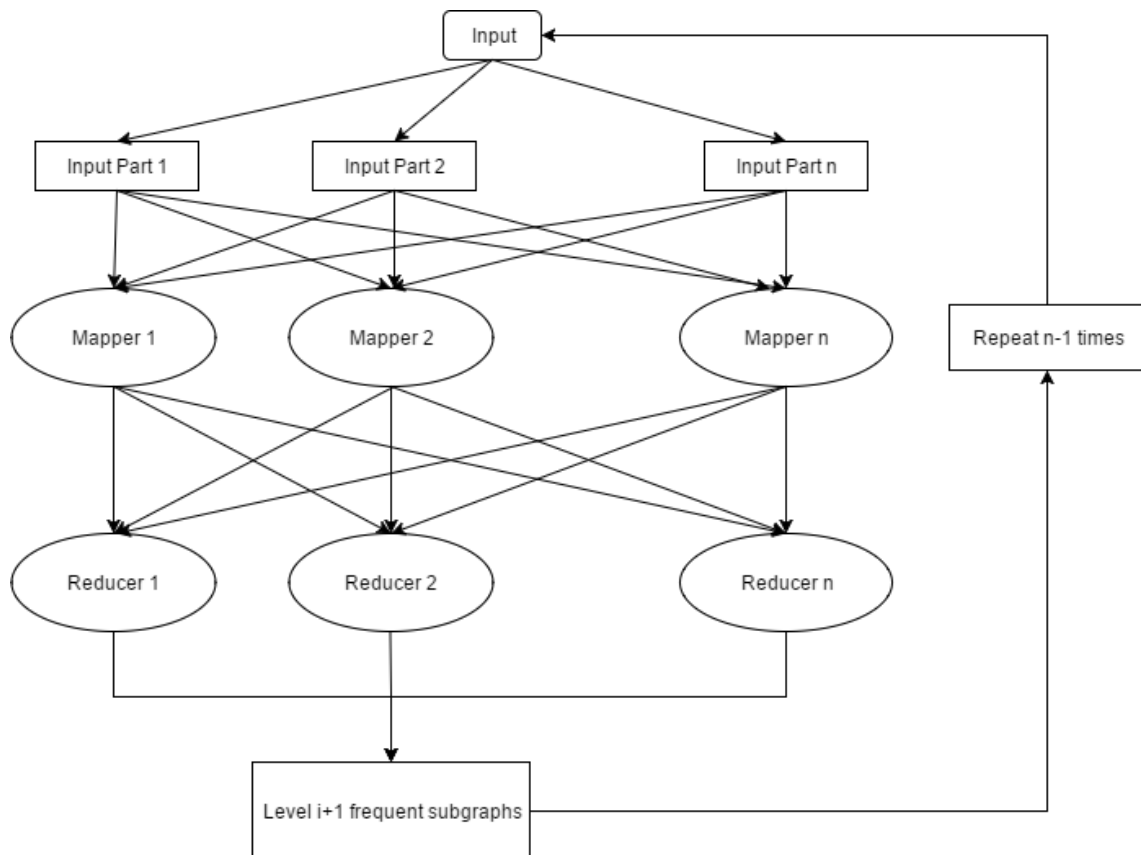 Input
Input Part 1
Input Part 2
Input Part n
Mapper 1
Mapper 2
Mapper n
Repeat n-1 times
Reducer 1
Reducer 2
Reducer n
Level i+1 frequent subgraphs